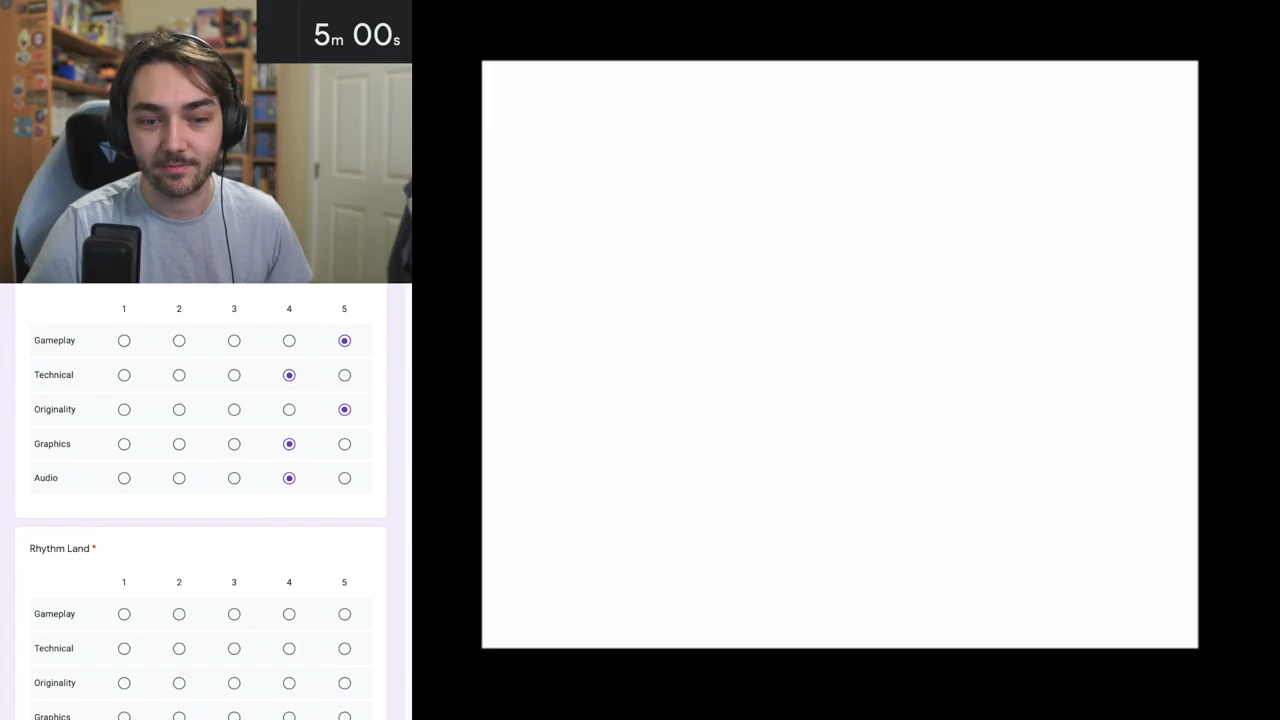 5m 00s
1 2 3 4 5
Gameplay
Technical
Originality
Graphics
Audio
Rhythm Land *
1 2 3 4 5
Gameplay
Technical
Originality
Graphics